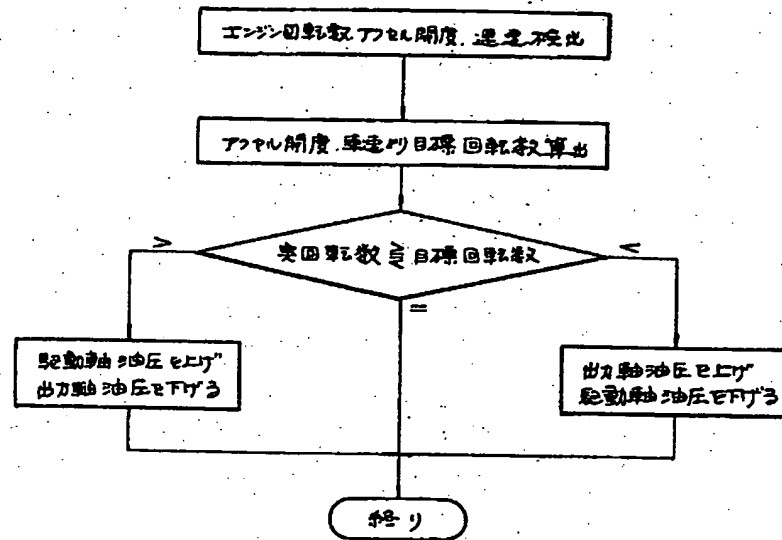 エンジン回転数アクセル開度.車速検出
アクセル開度.車速より目標回転数算出
実回転数≧目標回転数
>
<
=
駆動軸油圧を上げ
出力軸油圧を下げる
出力軸油圧を上げ
駆動軸油圧を下げる
終り